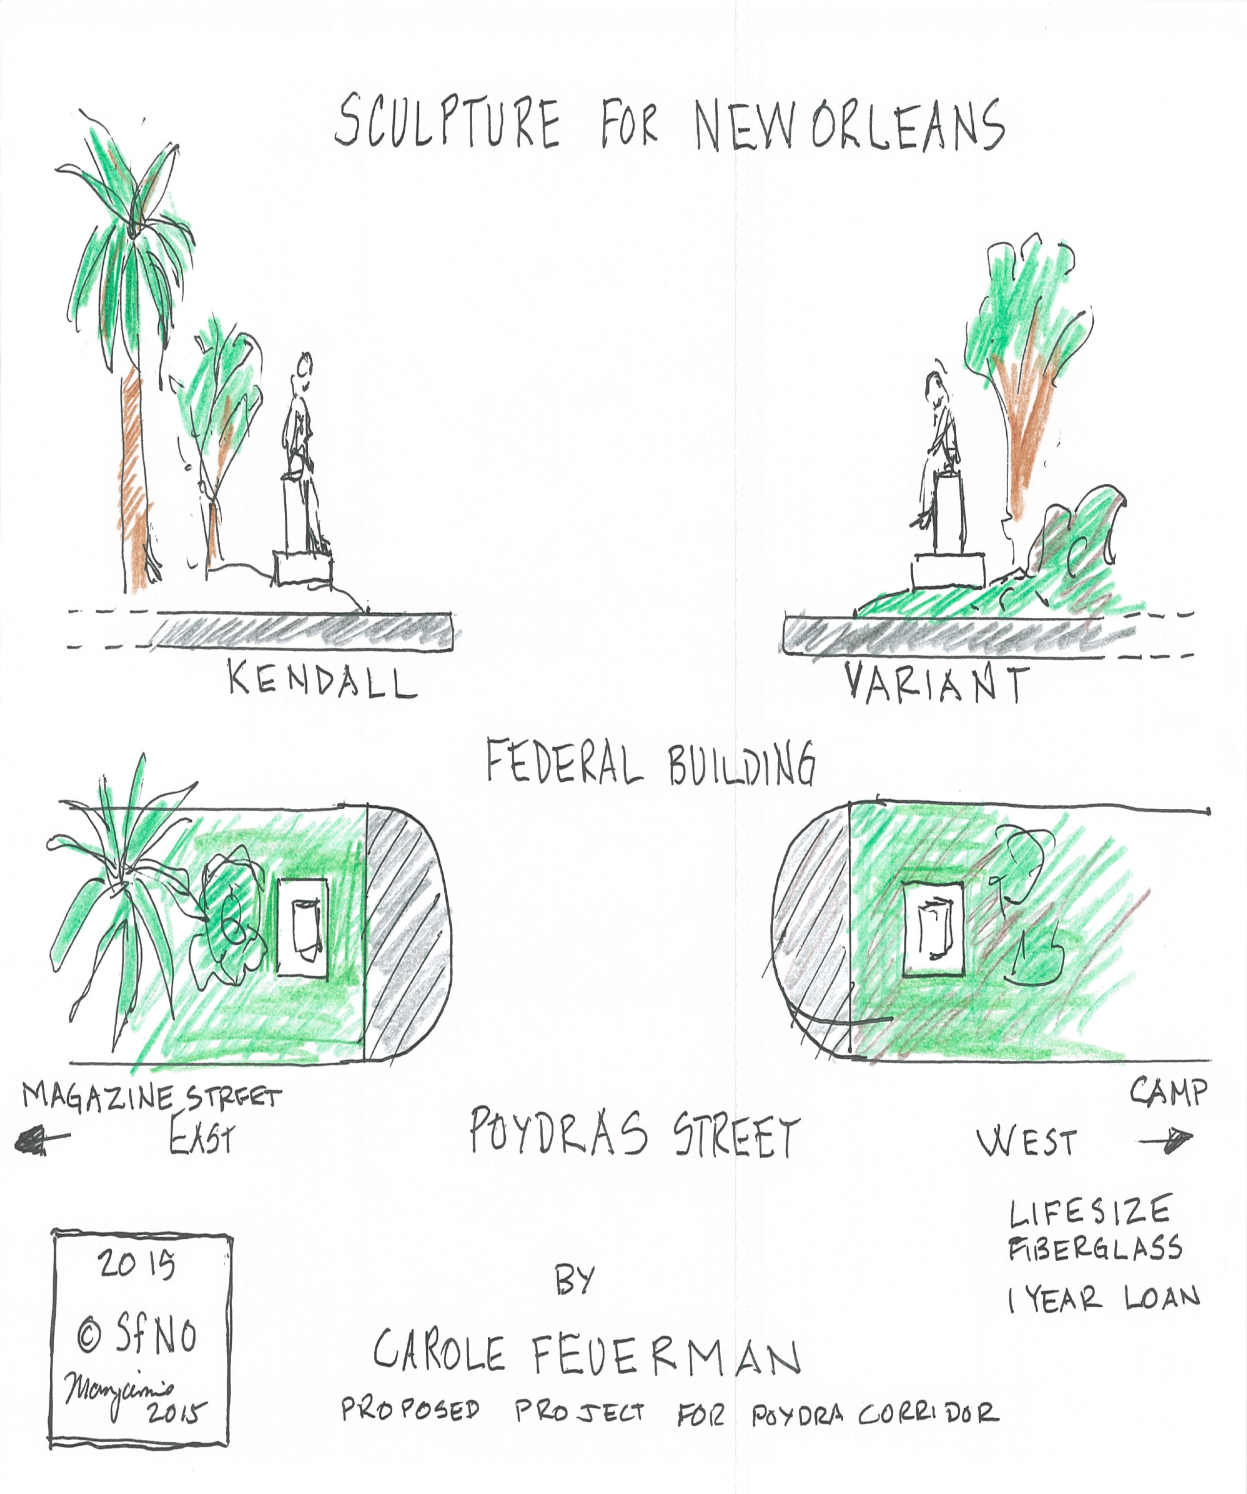 SCULPTURE FOR NEW ORLEANS
KENDALL
VARIANT
FEDERAL BUILDING
MAGAZINE STREET
EAST
POYDRAS STREET
CAMP
WEST
LIFESIZE
FIBERGLASS
1 YEAR LOAN
2015
© SfNO
2015
BY
CAROLE FEUERMAN
PROPOSED PROJECT FOR POYDRA CORRIDOR